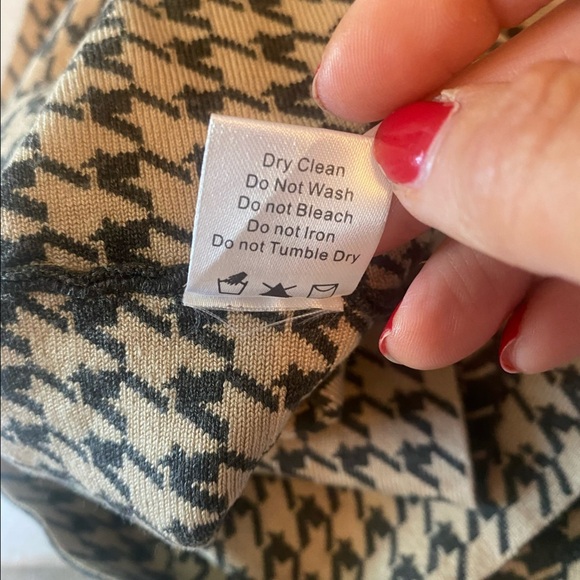 Dry Clean
Do Not Wash
Do not Bleach
Do not Iron
Do not Tumble Dry